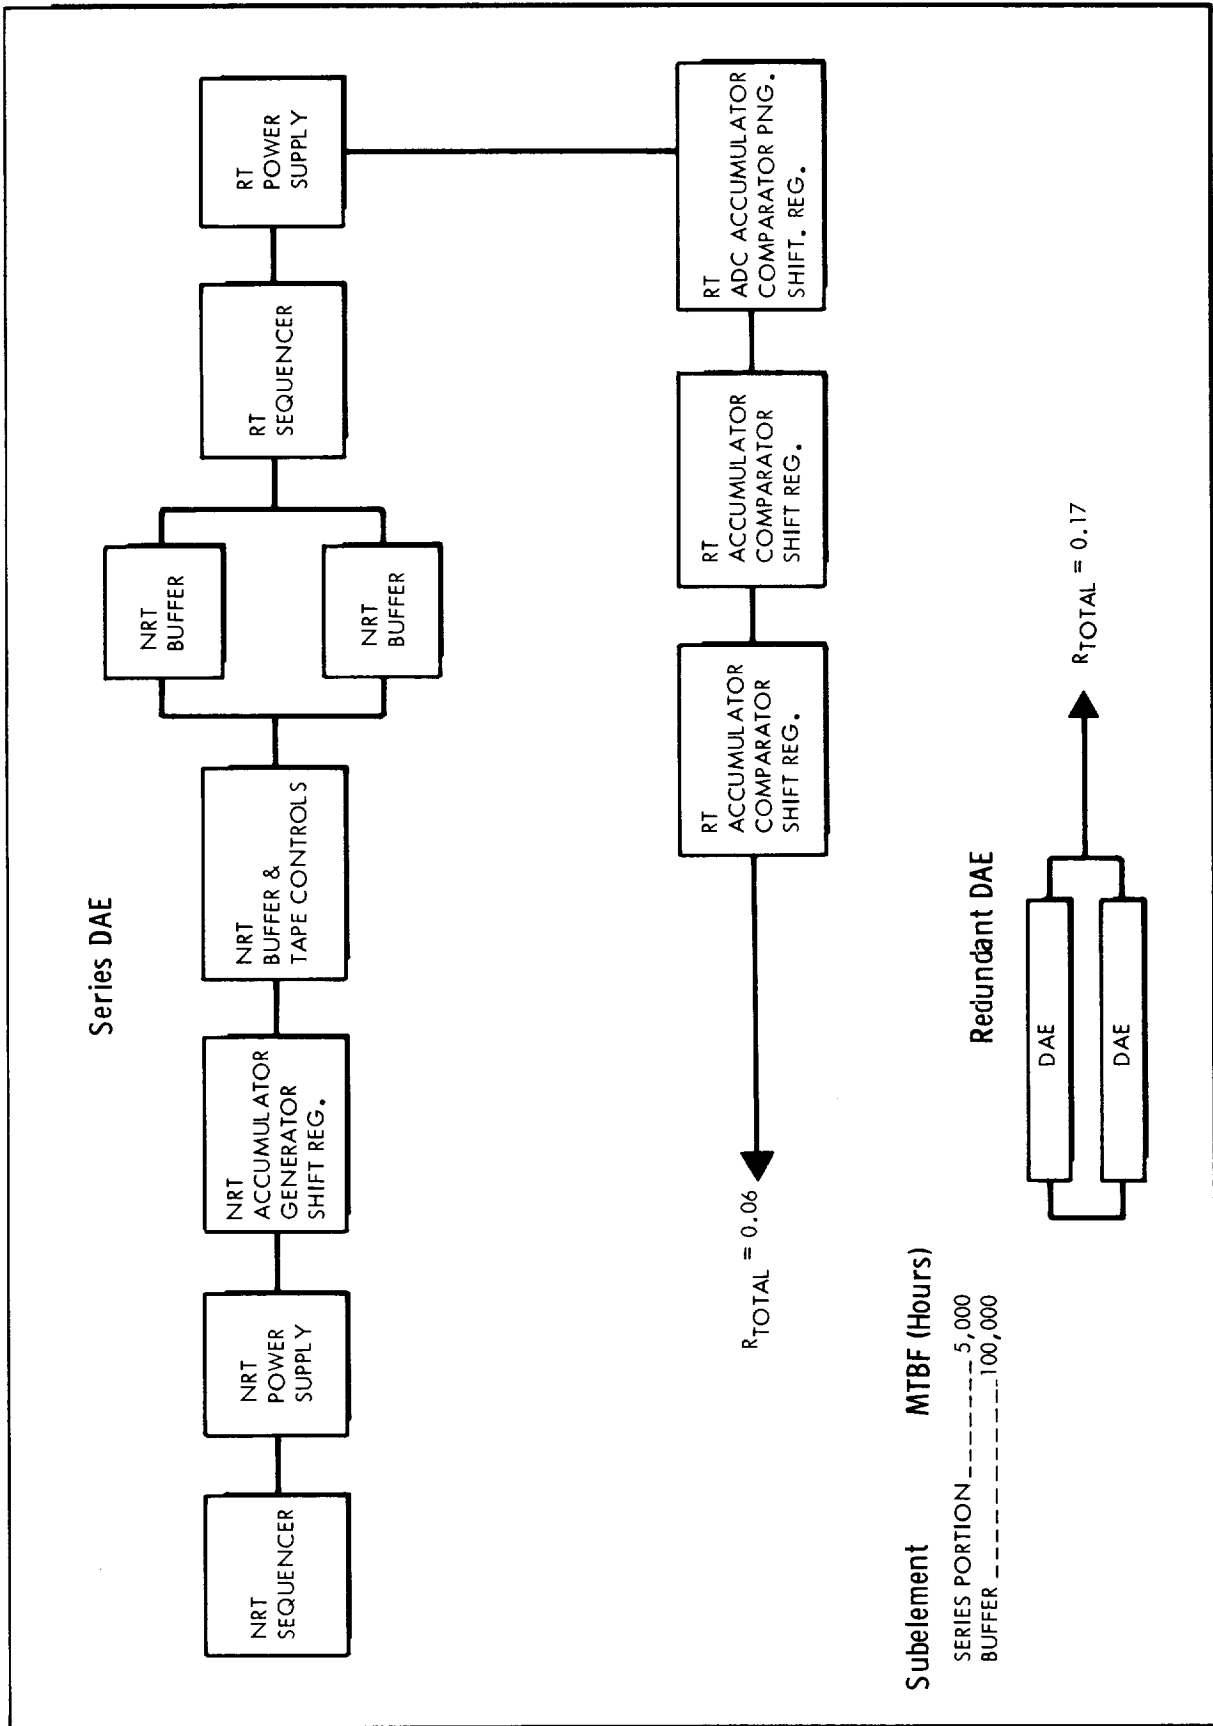 Series DAE
NRT
SEQUENCER
NRT
POWER
SUPPLY
NRT
ACCUMULATOR
GENERATOR
SHIFT REG.
NRT
BUFFER &
TAPE CONTROLS
NRT
BUFFER
NRT
BUFFER
RT
SEQUENCER
RT
POWER
SUPPLY
RT
ADC ACCUMULATOR
COMPARATOR PNG.
SHIFT. REG.
RT
ACCUMULATOR
COMPARATOR
SHIFT REG.
RT
ACCUMULATOR
COMPARATOR
SHIFT REG.
RTOTAL = 0.06
Subelement MTBF (Hours)
SERIES PORTION _ _ _ _ _ _ _ 5,000
BUFFER _ _ _ _ _ _ _ _ _ _ 100,000
Redundant DAE
DAE
DAE
RTOTAL = 0.17